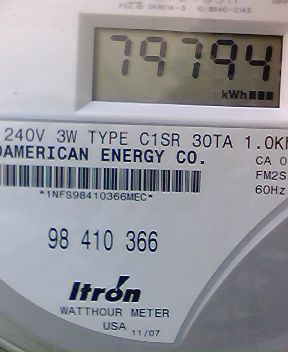 79794
kWh
240V 3W TYPE C1SR 30TA 1.0K
AMERICAN ENERGY CO.
CA 0
FM2S
60Hz
*1NFS98410366MEC*
98 410 366
Itron
WATTHOUR METER
USA 11/07